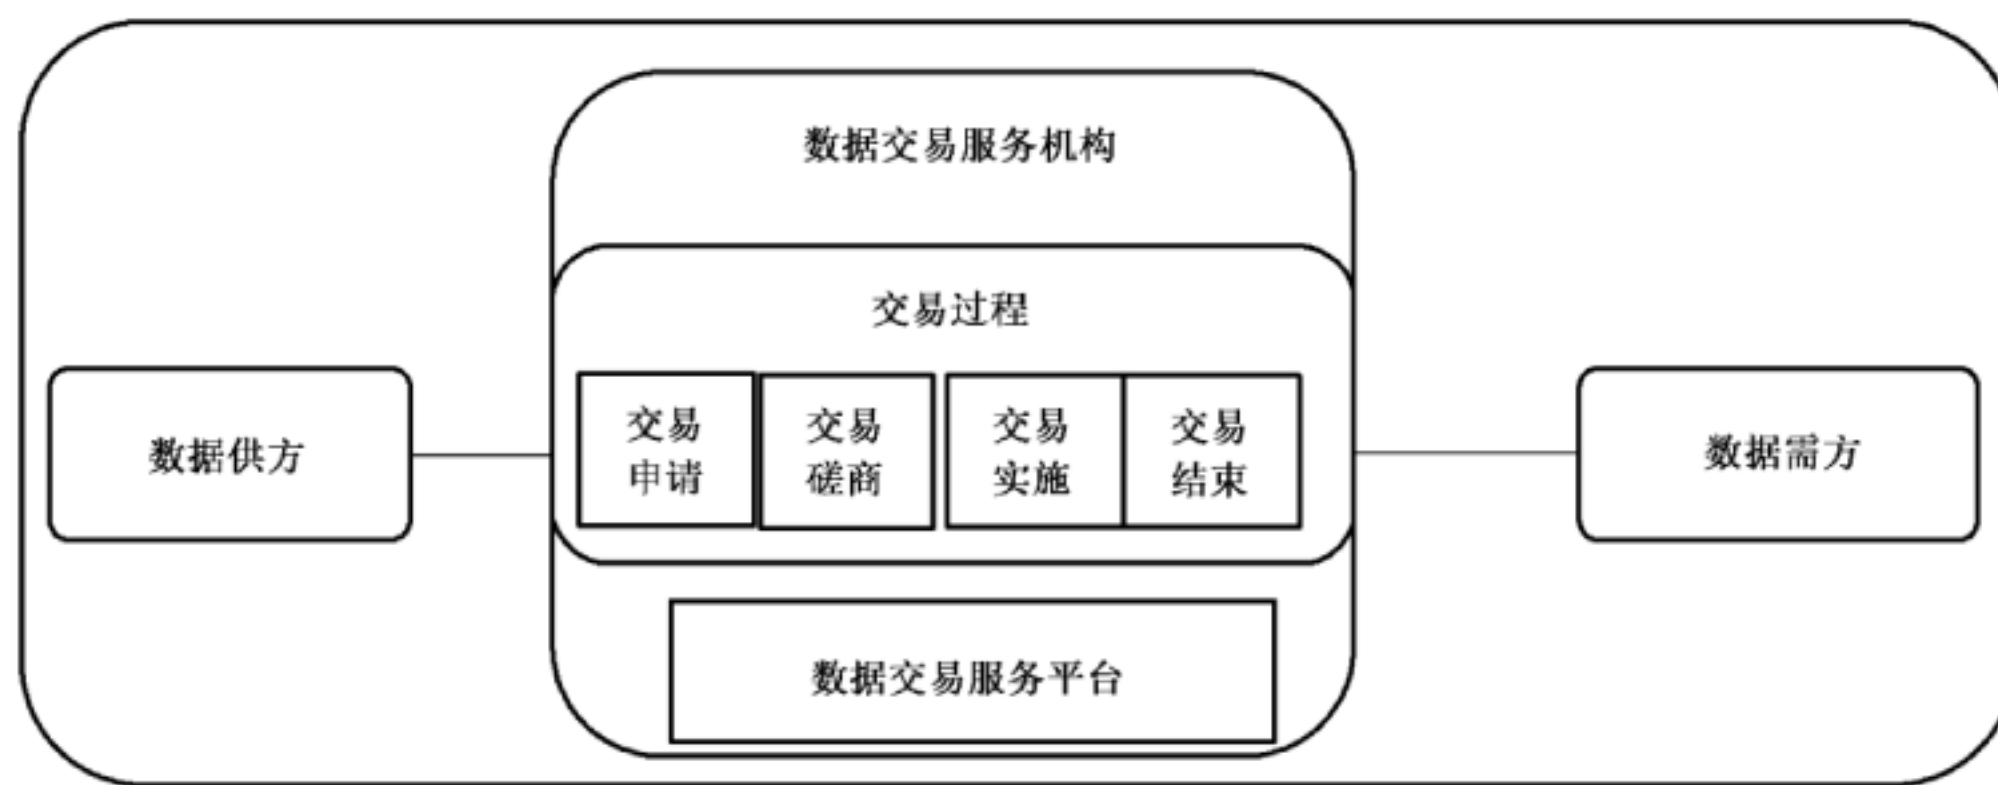 数据交易服务机构
交易过程
数据供方
交易
申请
交易
磋商
交易
实施
交易
结束
数据需方
数据交易服务平台